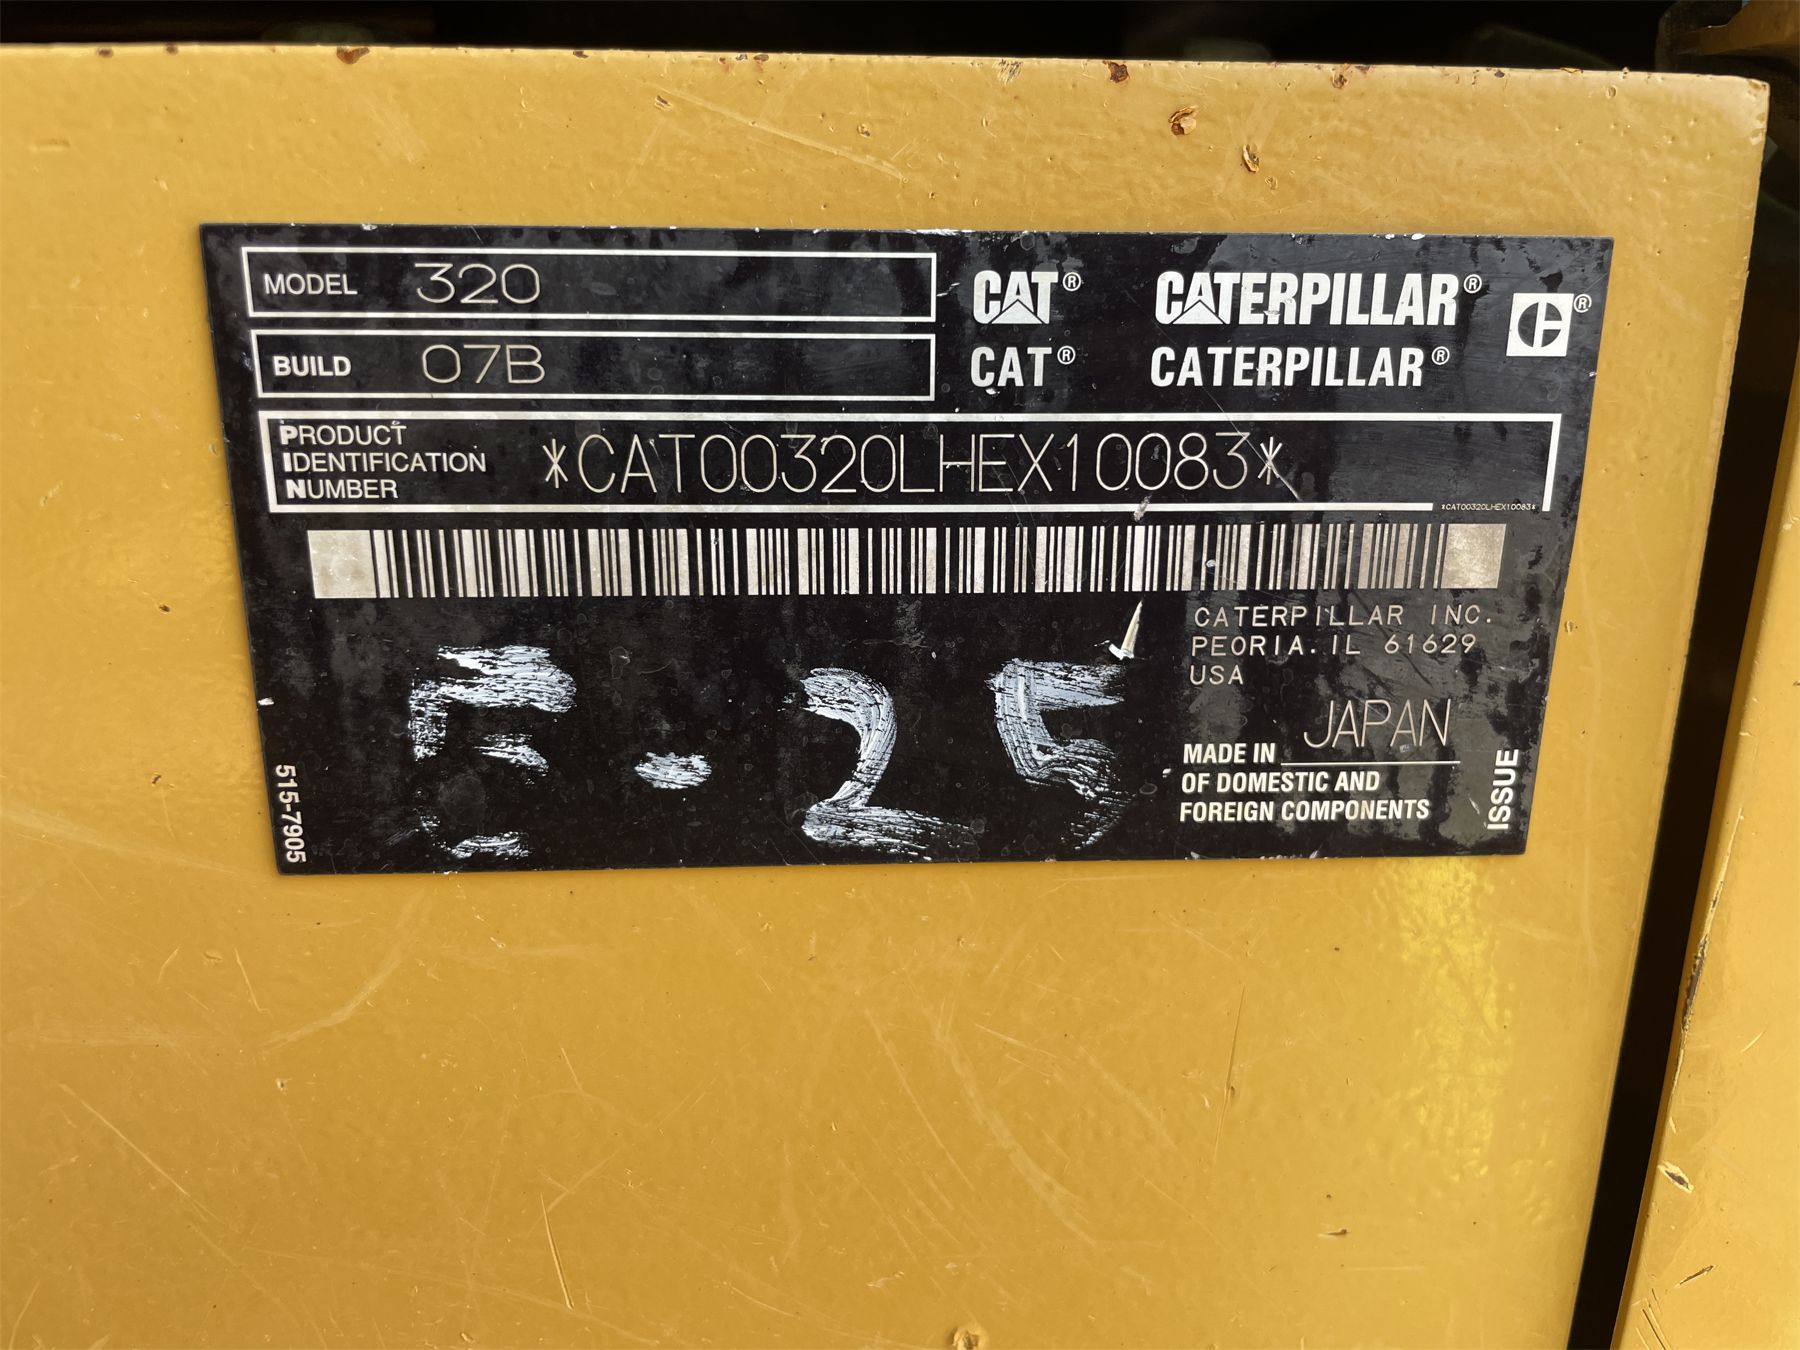 MODEL 320
CAT® CATERPILLAR® ®
BUILD 07B
CAT® CATERPILLAR®
PRODUCT
IDENTIFICATION
NUMBER
*CAT00320LHEX10083*
*CAT00320LHEX10083*
CATERPILLAR INC.
PEORIA. IL 61629
USA
E-25
MADE IN JAPAN
OF DOMESTIC AND
FOREIGN COMPONENTS
ISSUE
515-7905